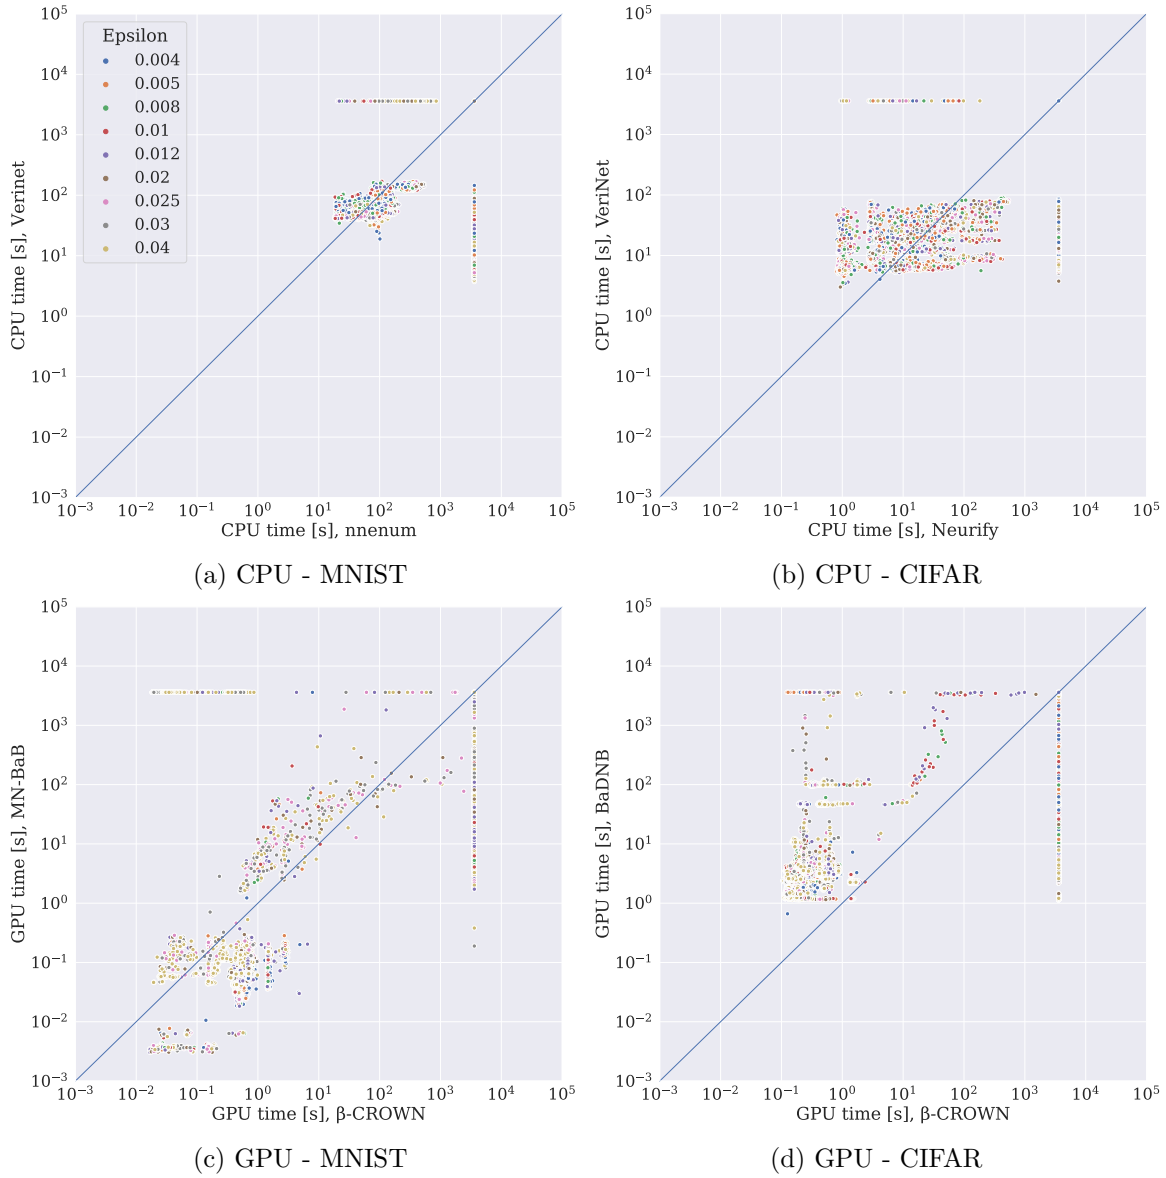 10^5
10^4
10^3
10^2
10^1
10^0
10^−1
10^−2
10^−3
CPU time [s], Verinet
Epsilon
0.004
0.005
0.008
0.01
0.012
0.02
0.025
0.03
0.04
10^−3 10^−2 10^−1 10^0 10^1 10^2 10^3 10^4 10^5
CPU time [s], nnenum
(a) CPU - MNIST
10^5
10^4
10^3
10^2
10^1
10^0
10^−1
10^−2
10^−3
CPU time [s], VeriNet
10^−3 10^−2 10^−1 10^0 10^1 10^2 10^3 10^4 10^5
CPU time [s], Neurify
(b) CPU - CIFAR
10^5
10^4
10^3
10^2
10^1
10^0
10^−1
10^−2
10^−3
GPU time [s], MN-BaB
10^−3 10^−2 10^−1 10^0 10^1 10^2 10^3 10^4 10^5
GPU time [s], β-CROWN
(c) GPU - MNIST
10^5
10^4
10^3
10^2
10^1
10^0
10^−1
10^−2
10^−3
GPU time [s], BaDNB
10^−3 10^−2 10^−1 10^0 10^1 10^2 10^3 10^4 10^5
GPU time [s], β-CROWN
(d) GPU - CIFAR